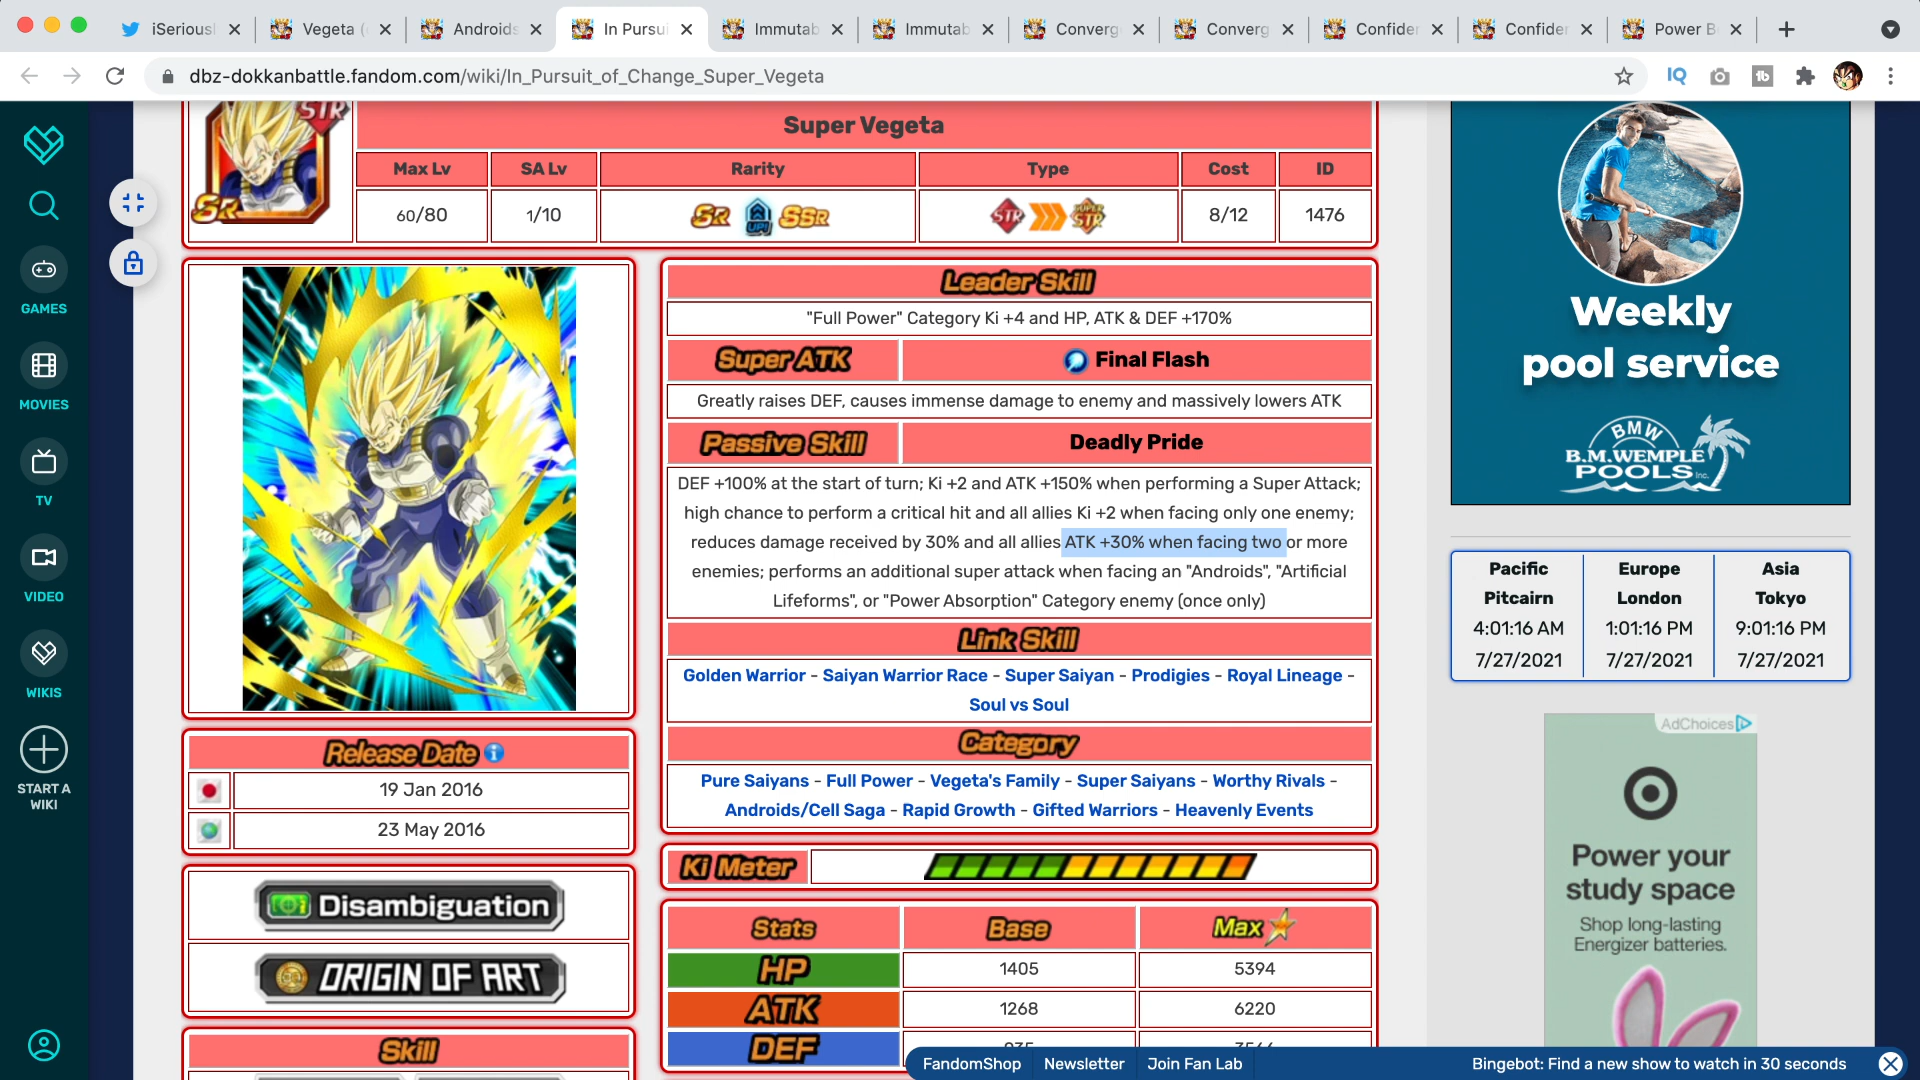 iSeriousl
Vegeta (
Androids
In Pursui
Immutab
Immutab
Converg
Converg
Confider
Confider
Power B
dbz-dokkanbattle.fandom.com/wiki/In_Pursuit_of_Change_Super_Vegeta
IQ
tb
GAMES
MOVIES
TV
VIDEO
WIKIS
START A
WIKI
STR
SR
Super Vegeta
Max Lv
SA Lv
Rarity
Type
Cost
ID
60/80
1/10
SR UP! SSR
STR SUPER STR
8/12
1476
Leader Skill
"Full Power" Category Ki +4 and HP, ATK & DEF +170%
Super ATK
Final Flash
Greatly raises DEF, causes immense damage to enemy and massively lowers ATK
Passive Skill
Deadly Pride
DEF +100% at the start of turn; Ki +2 and ATK +150% when performing a Super Attack;
high chance to perform a critical hit and all allies Ki +2 when facing only one enemy;
reduces damage received by 30% and all allies ATK +30% when facing two or more
enemies; performs an additional super attack when facing an "Androids", "Artificial
Lifeforms", or "Power Absorption" Category enemy (once only)
Link Skill
Golden Warrior - Saiyan Warrior Race - Super Saiyan - Prodigies - Royal Lineage -
Soul vs Soul
Category
Pure Saiyans - Full Power - Vegeta's Family - Super Saiyans - Worthy Rivals -
Androids/Cell Saga - Rapid Growth - Gifted Warriors - Heavenly Events
Ki Meter
Stats
Base
Max
HP
1405
5394
ATK
1268
6220
DEF
Release Date
19 Jan 2016
23 May 2016
Disambiguation
ORIGIN OF ART
Skill
Weekly
pool service
BMW
B.M.WEMPLE
POOLS Inc.
Pacific
Pitcairn
4:01:16 AM
7/27/2021
Europe
London
1:01:16 PM
7/27/2021
Asia
Tokyo
9:01:16 PM
7/27/2021
AdChoices
Power your
study space
Shop long-lasting
Energizer batteries.
FandomShop
Newsletter
Join Fan Lab
Bingebot: Find a new show to watch in 30 seconds